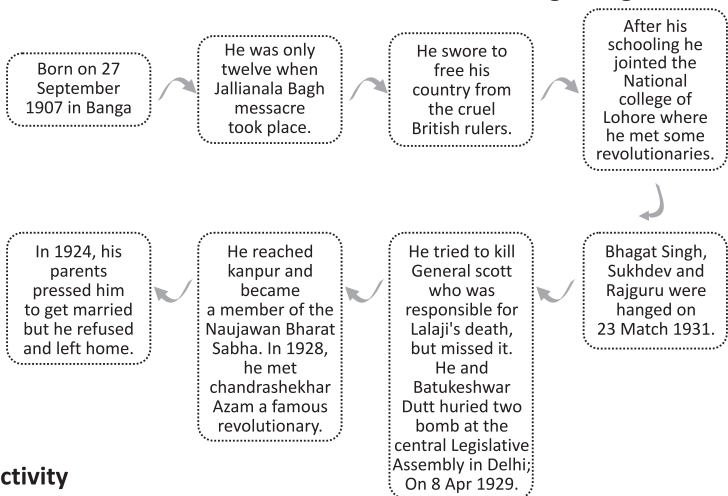 Born on 27
September
1907 in Banga
He was only
twelve when
Jallianala Bagh
messacre
took place.
He swore to
free his
country from
the cruel
British rulers.
After his
schooling he
jointed the
National
college of
Lohore where
he met some
revolutionaries.
Bhagat Singh,
Sukhdev and
Rajguru were
hanged on
23 Match 1931.
He tried to kill
General scott
who was
responsible for
Lalaji's death,
but missed it.
He and
Batukeshwar
Dutt huried two
bomb at the
central Legislative
Assembly in Delhi;
On 8 Apr 1929.
He reached
kanpur and
became
a member of the
Naujawan Bharat
Sabha. In 1928,
he met
chandrashekhar
Azam a famous
revolutionary.
In 1924, his
parents
pressed him
to get married
but he refused
and left home.
ctivity